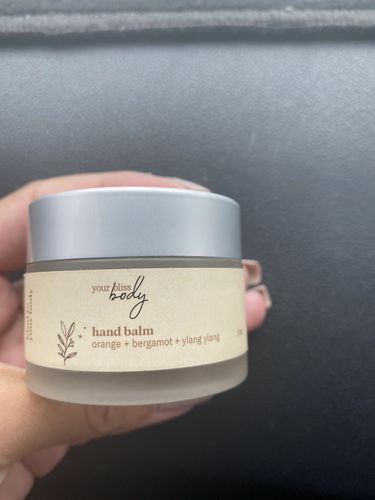 your bliss
body
hand balm
orange + bergamot + ylang ylang